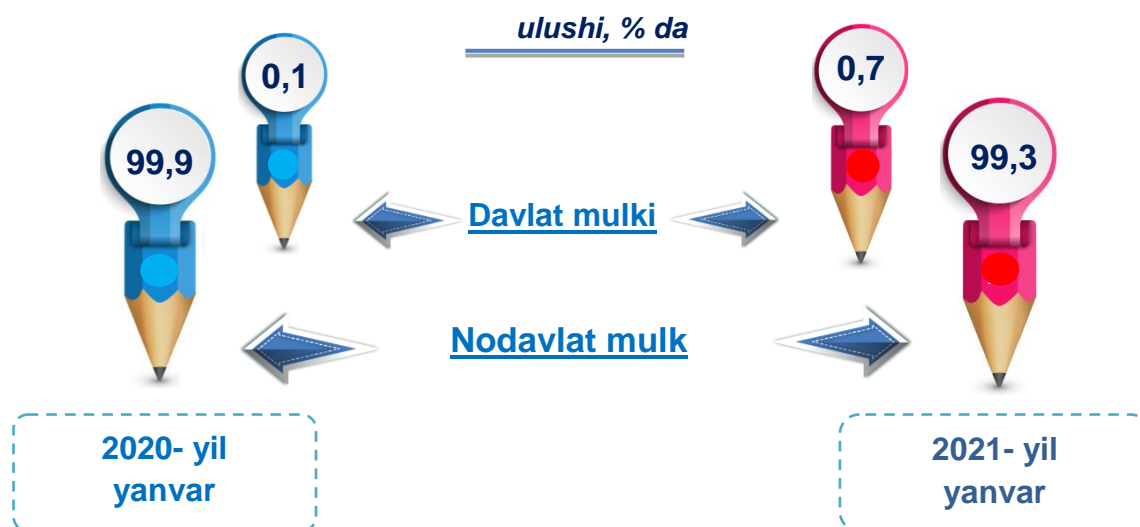 ulushi, % da
0,1
0,7
99,9
99,3
Davlat mulki
Nodavlat mulk
2020- yil
yanvar
2021- yil
yanvar